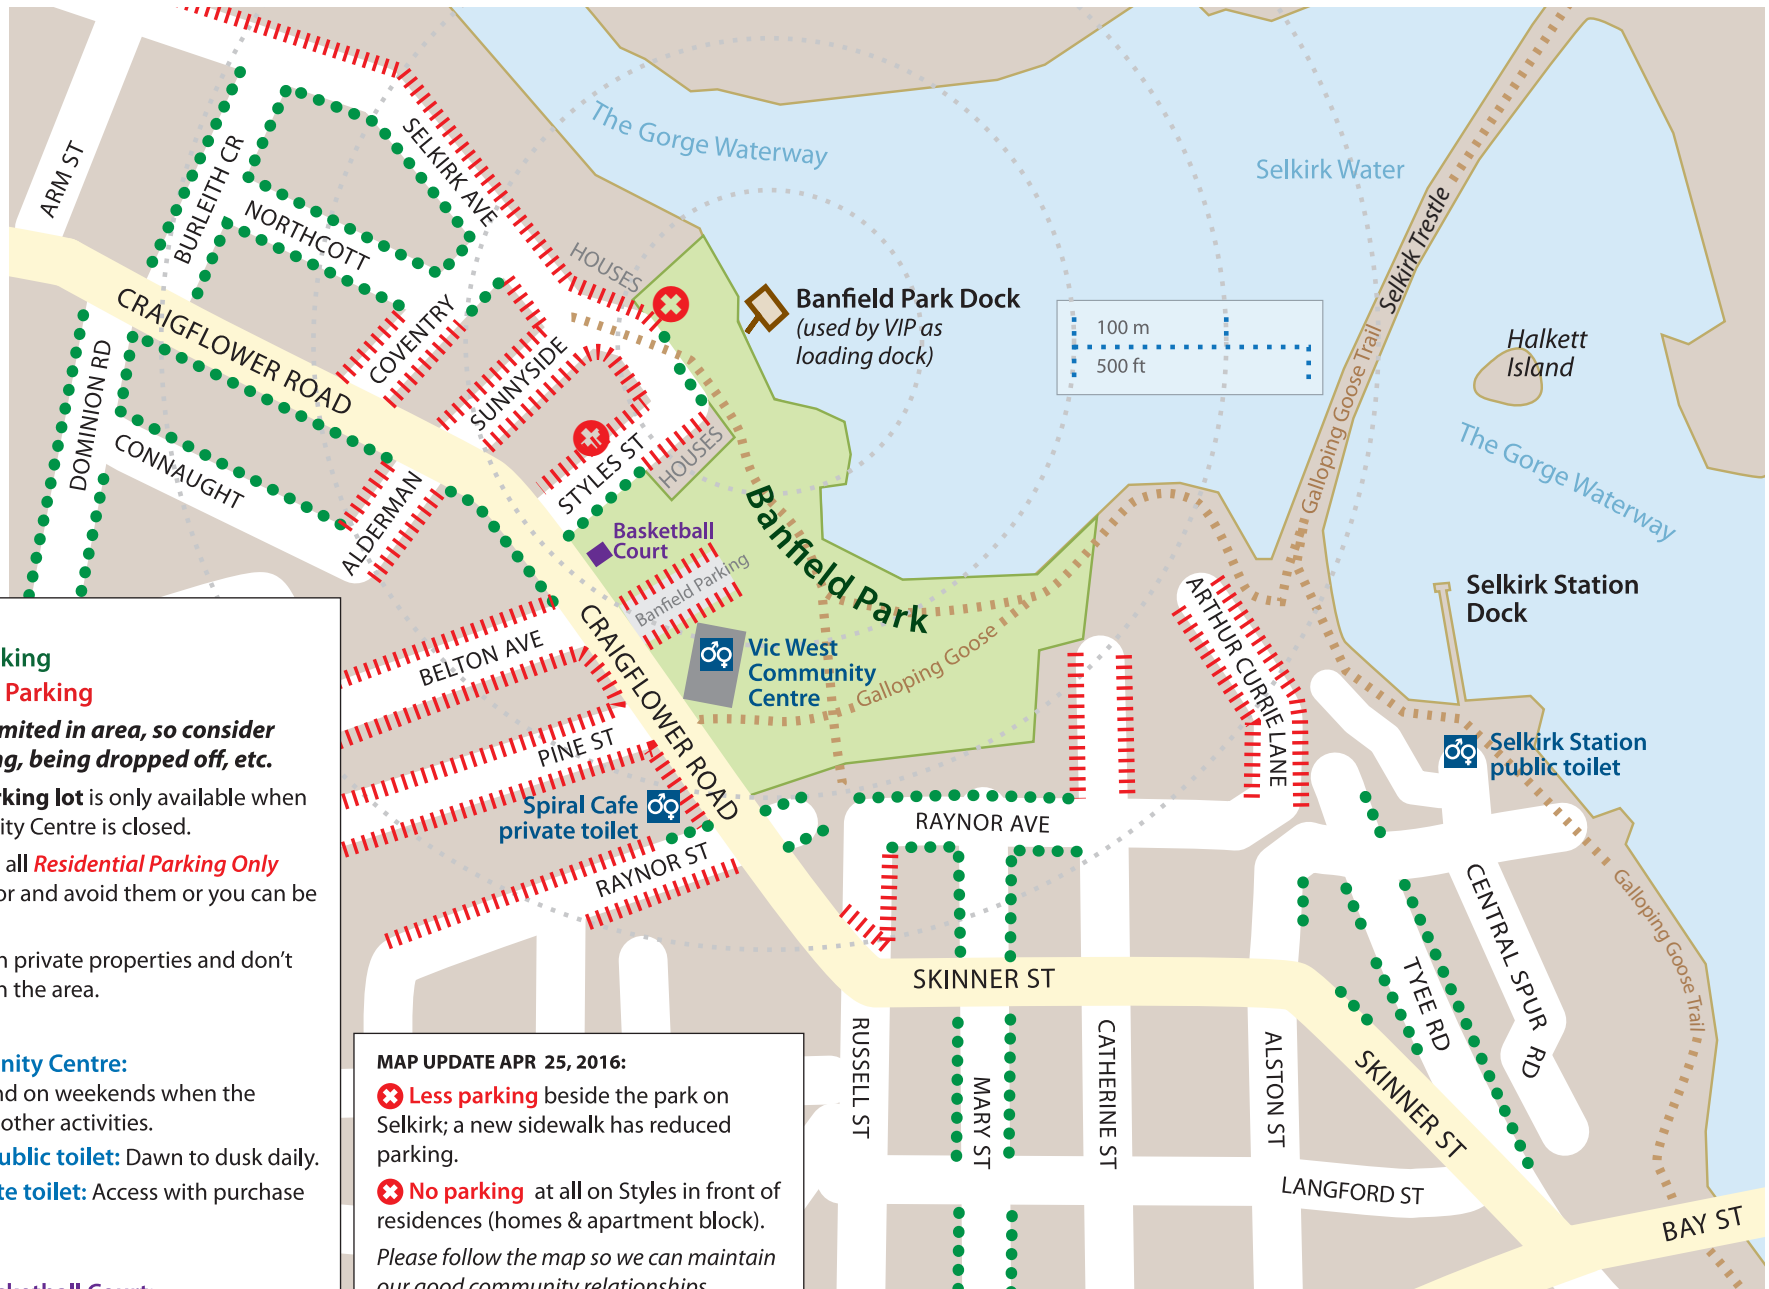 ARM ST
BURLEITH CR
SELKIRK AVE
NORTHCOTT
COVENTRY
SUNNYSIDE
STYLES ST
HOUSES
HOUSES
CRAIGFLOWER ROAD
DOMINION RD
CONNAUGHT
ALDERMAN
The Gorge Waterway
Selkirk Water
Selkirk Trestle
Galloping Goose Trail
Banfield Park Dock
(used by VIP as
loading dock)
100 m
500 ft
Halkett
Island
The Gorge Waterway
Basketball
Court
Banfield Parking
Banfield Park
Vic West
Community
Centre
Galloping Goose
ARTHUR CURRIE LANE
Selkirk Station
Dock
Selkirk Station
public toilet
BELTON AVE
PINE ST
CRAIGFLOWER ROAD
Spiral Cafe
private toilet
RAYNOR ST
RAYNOR AVE
SKINNER ST
RUSSELL ST
MARY ST
CATHERINE ST
ALSTON ST
TYEE RD
CENTRAL SPUR RD
Galloping Goose Trail
SKINNER ST
LANGFORD ST
BAY ST
king
Parking
mited in area, so consider
ng, being dropped off, etc.
rking lot is only available when
ity Centre is closed.
all Residential Parking Only
or and avoid them or you can be
n private properties and don't
n the area.
nity Centre:
nd on weekends when the
other activities.
ublic toilet: Dawn to dusk daily.
te toilet: Access with purchase
ketball Court:
MAP UPDATE APR 25, 2016:
Less parking beside the park on
Selkirk; a new sidewalk has reduced
parking.
No parking at all on Styles in front of
residences (homes & apartment block).
Please follow the map so we can maintain
our good community relationships